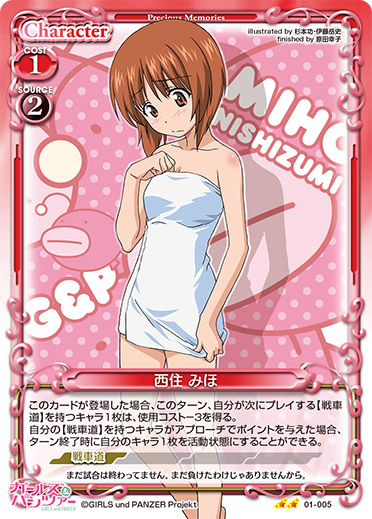 Precious Memories
Character
illustrated by 杉本功・伊藤岳史
finished by 原田幸子
COST
1
SOURCE
2
MIHO
NISHIZUMI
G&P
西住 みほ
このカードが登場した場合、このターン、自分が次にプレイする【戦車
道】を持つキャラ1枚は、使用コスト－3を得る。
自分の【戦車道】を持つキャラがアプローチでポイントを与えた場合、
ターン終了時に自分のキャラ1枚を活動状態にすることができる。
戦車道
まだ試合は終わってません。まだ負けたわけじゃありませんから。
ガールズ&パンツァー
GIRLS und PANZER
©GIRLS und PANZER Projekt
01-005